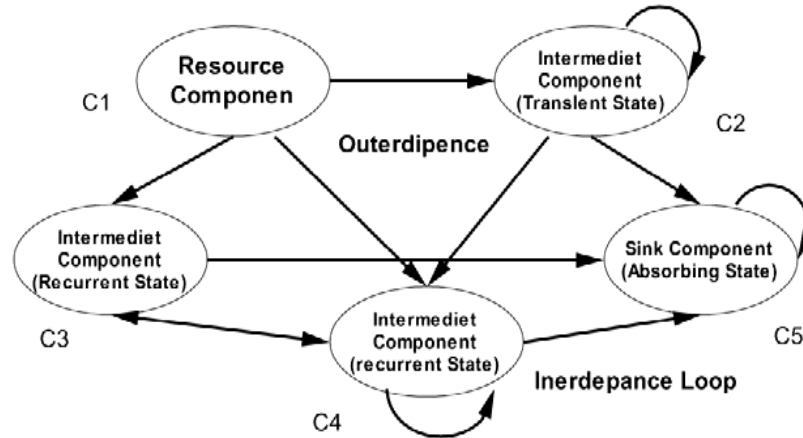 Resource
Componen
C1
Intermediet
Component
(Translent State)
C2
Outerdipence
Intermediet
Component
(Recurrent State)
C3
Sink Component
(Absorbing State)
C5
Intermediet
Component
(recurrent State)
C4
Inerdepance Loop